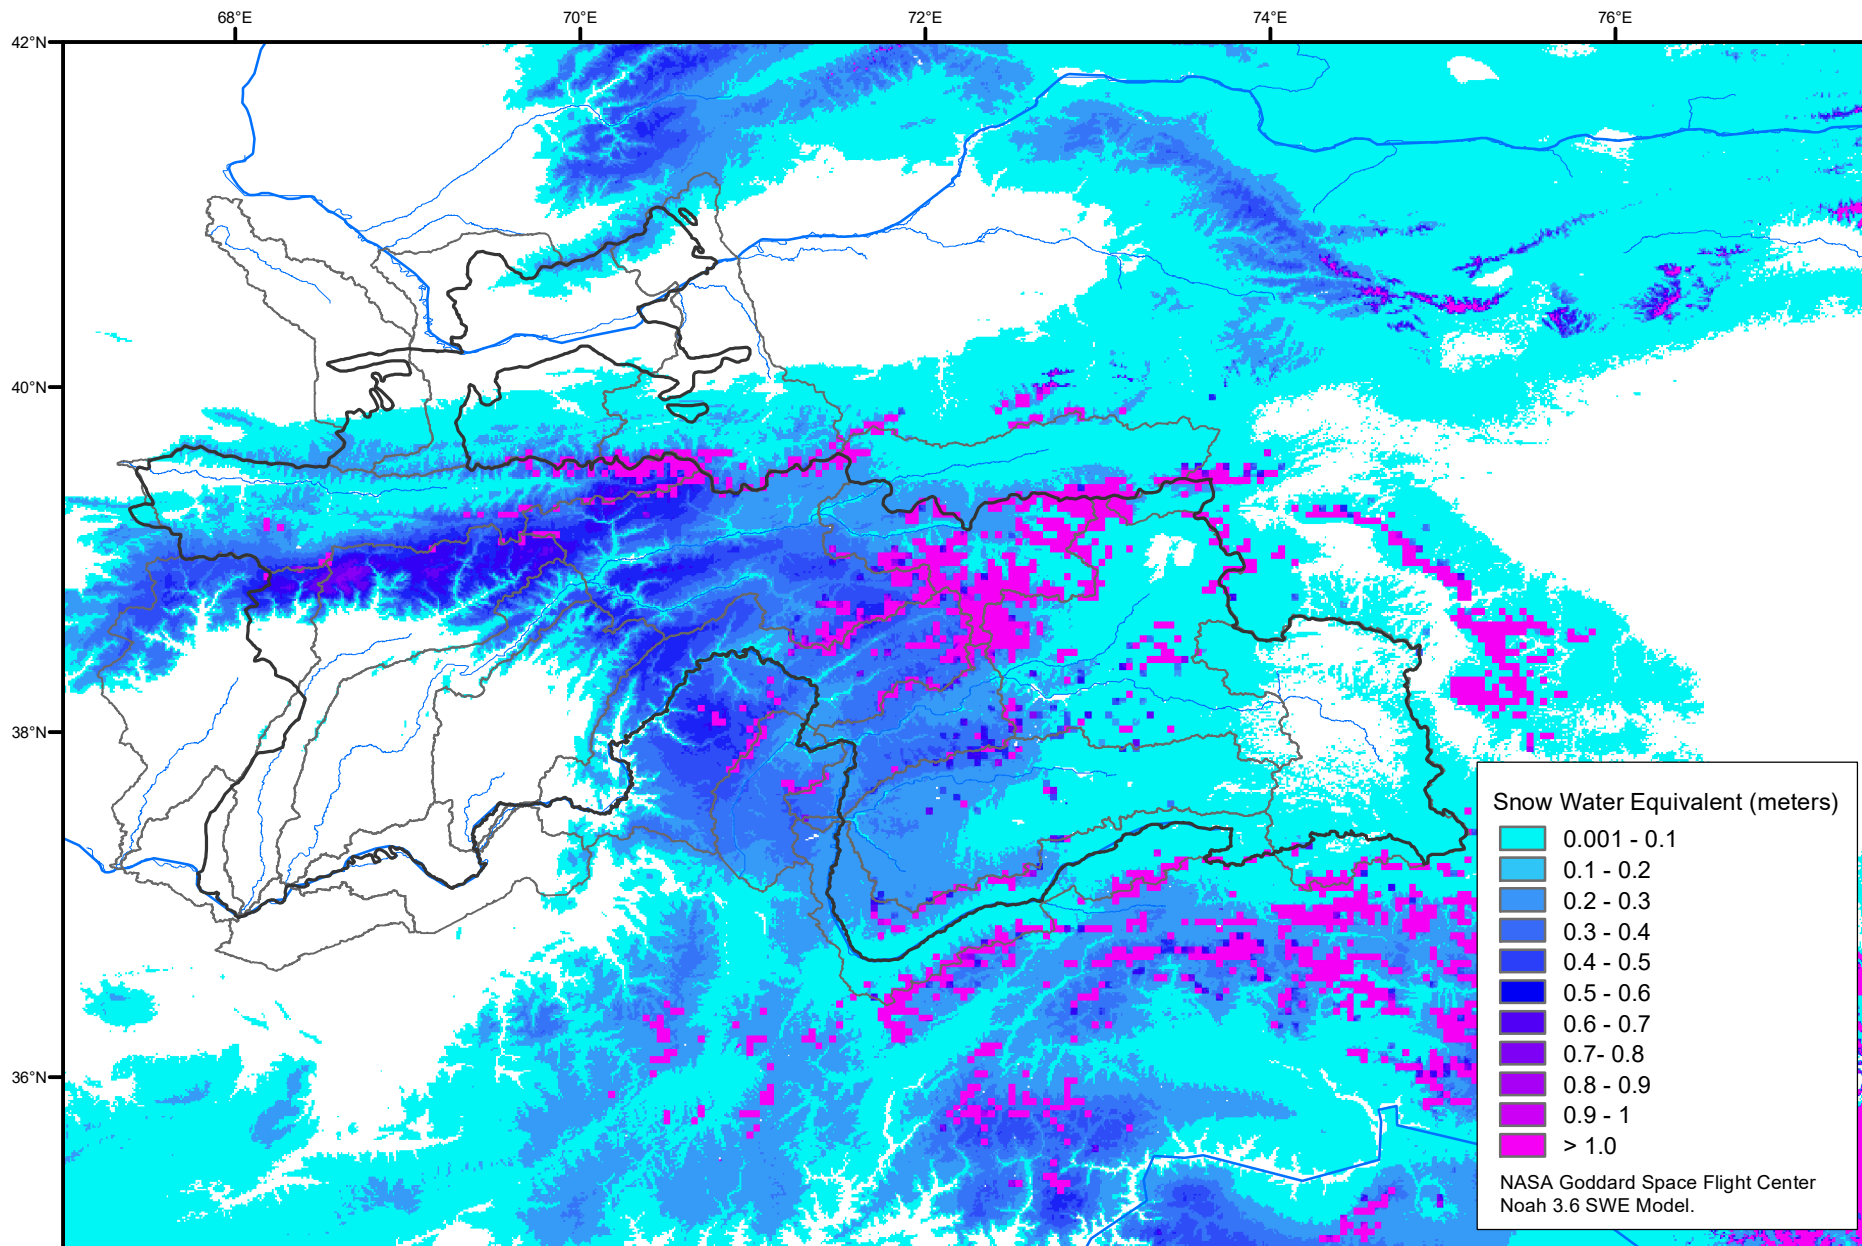 68°E 70°E 72°E 74°E 76°E
42°N
40°N
38°N
36°N
Snow Water Equivalent (meters)
0.001 - 0.1
0.1 - 0.2
0.2 - 0.3
0.3 - 0.4
0.4 - 0.5
0.5 - 0.6
0.6 - 0.7
0.7- 0.8
0.8 - 0.9
0.9 - 1
> 1.0
NASA Goddard Space Flight Center
Noah 3.6 SWE Model.